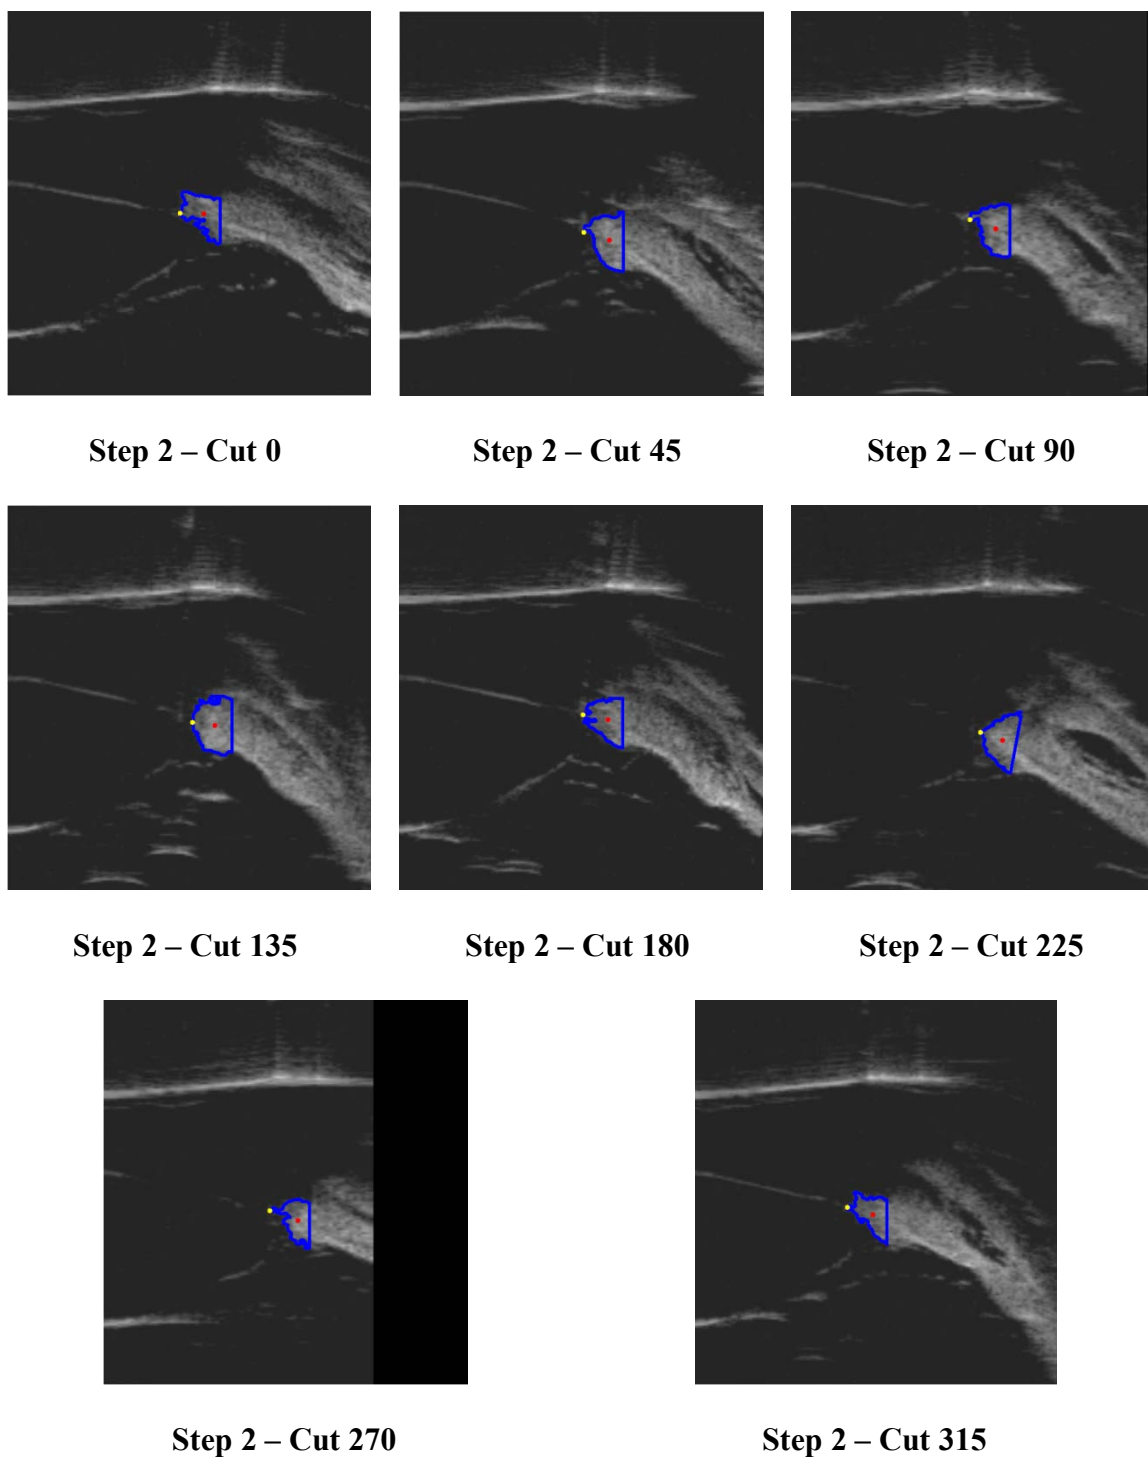 Step 2 – Cut 0
Step 2 – Cut 45
Step 2 – Cut 90
Step 2 – Cut 135
Step 2 – Cut 180
Step 2 – Cut 225
Step 2 – Cut 270
Step 2 – Cut 315